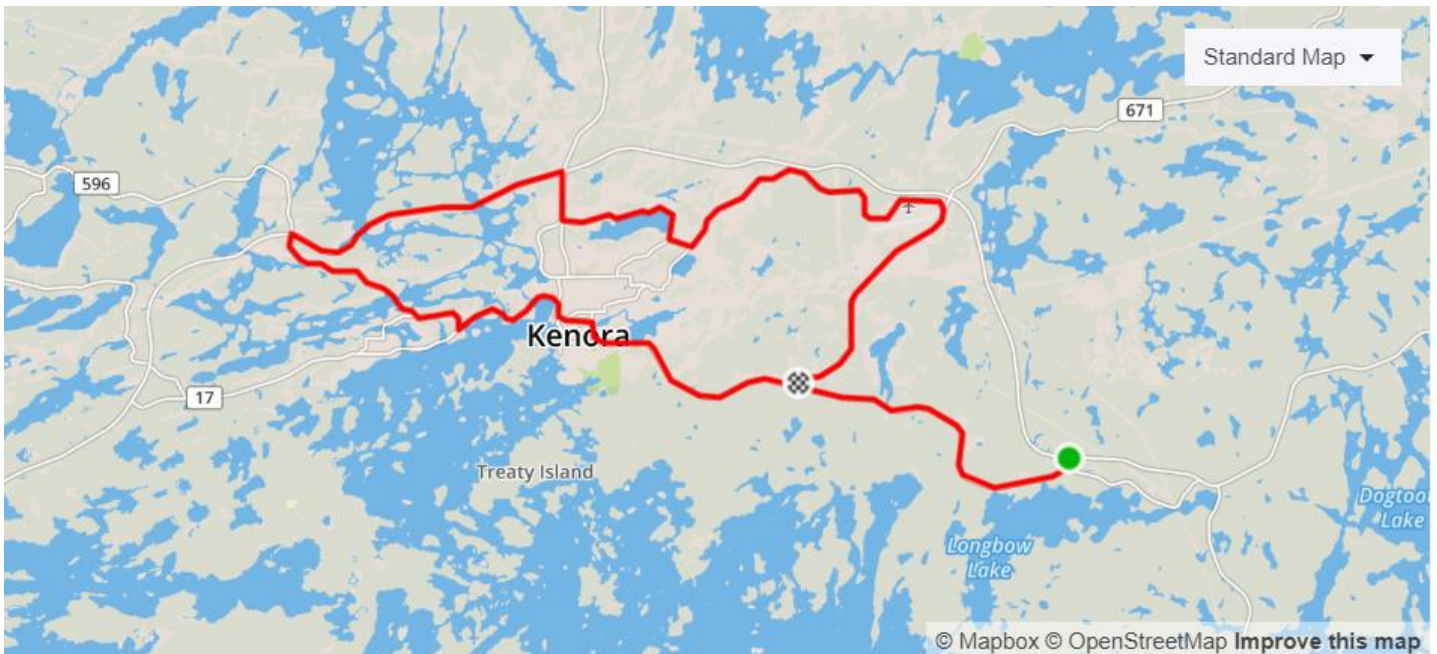 Standard Map
671
596
Kenora
17
Treaty Island
Dogtoo
Lake
Longbow
Lake
© Mapbox © OpenStreetMap Improve this map